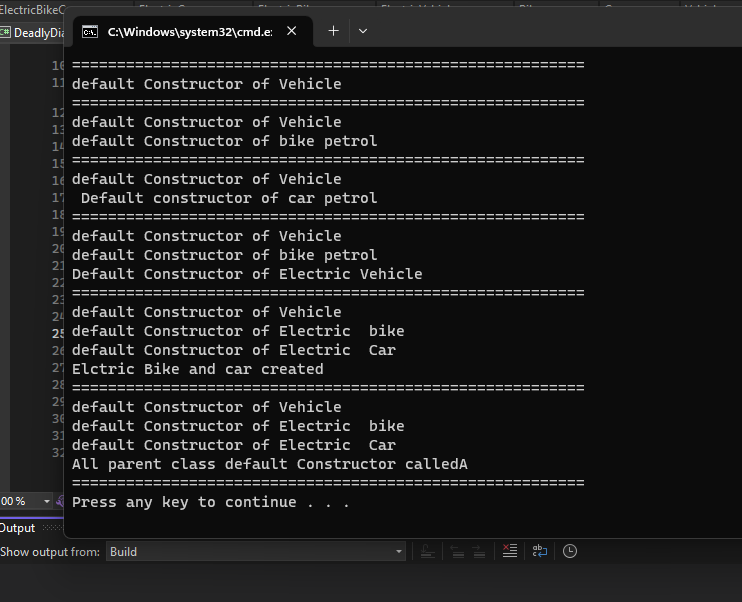 ElectricBikeC
C:\Windows\system32\cmd.e:
DeadlyDia
======================================================
default Constructor of Vehicle
======================================================
default Constructor of Vehicle
default Constructor of bike petrol
======================================================
default Constructor of Vehicle
 Default constructor of car petrol
======================================================
default Constructor of Vehicle
default Constructor of bike petrol
Default Constructor of Electric Vehicle
======================================================
default Constructor of Vehicle
default Constructor of Electric  bike
default Constructor of Electric  Car
Elctric Bike and car created
======================================================
default Constructor of Vehicle
default Constructor of Electric  bike
default Constructor of Electric  Car
All parent class default Constructor calledA
======================================================
Press any key to continue . . .
10
11
12
13
14
15
16
17
18
19
20
21
22
23
24
25
26
27
28
29
30
31
32
00 %
Output
Show output from: Build